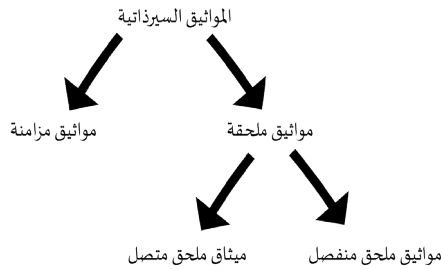 المواثيق السيرذاتية
مواثيق ملحقة
مواثيق مزامنة
مواثيق ملحق منفصل
ميثاق ملحق متصل